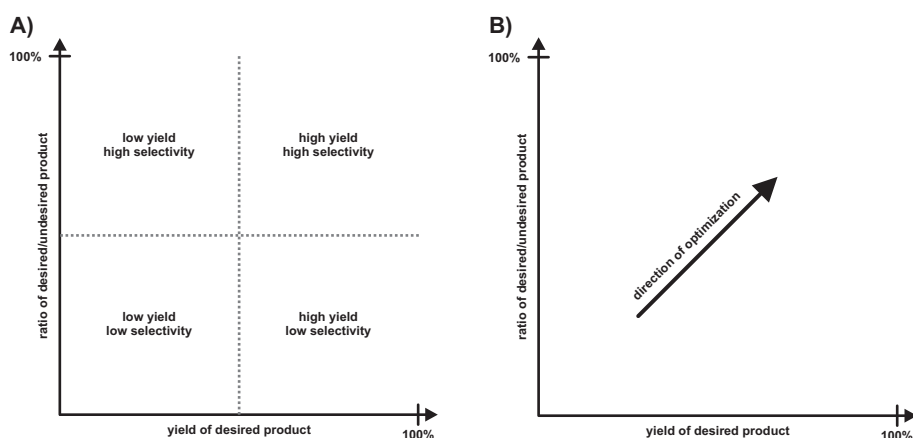 A)
100%
ratio of desired/undesired product
low yield
high selectivity
high yield
high selectivity
low yield
low selectivity
high yield
low selectivity
yield of desired product
100%
B)
100%
ratio of desired/undesired product
direction of optimization
yield of desired product
100%